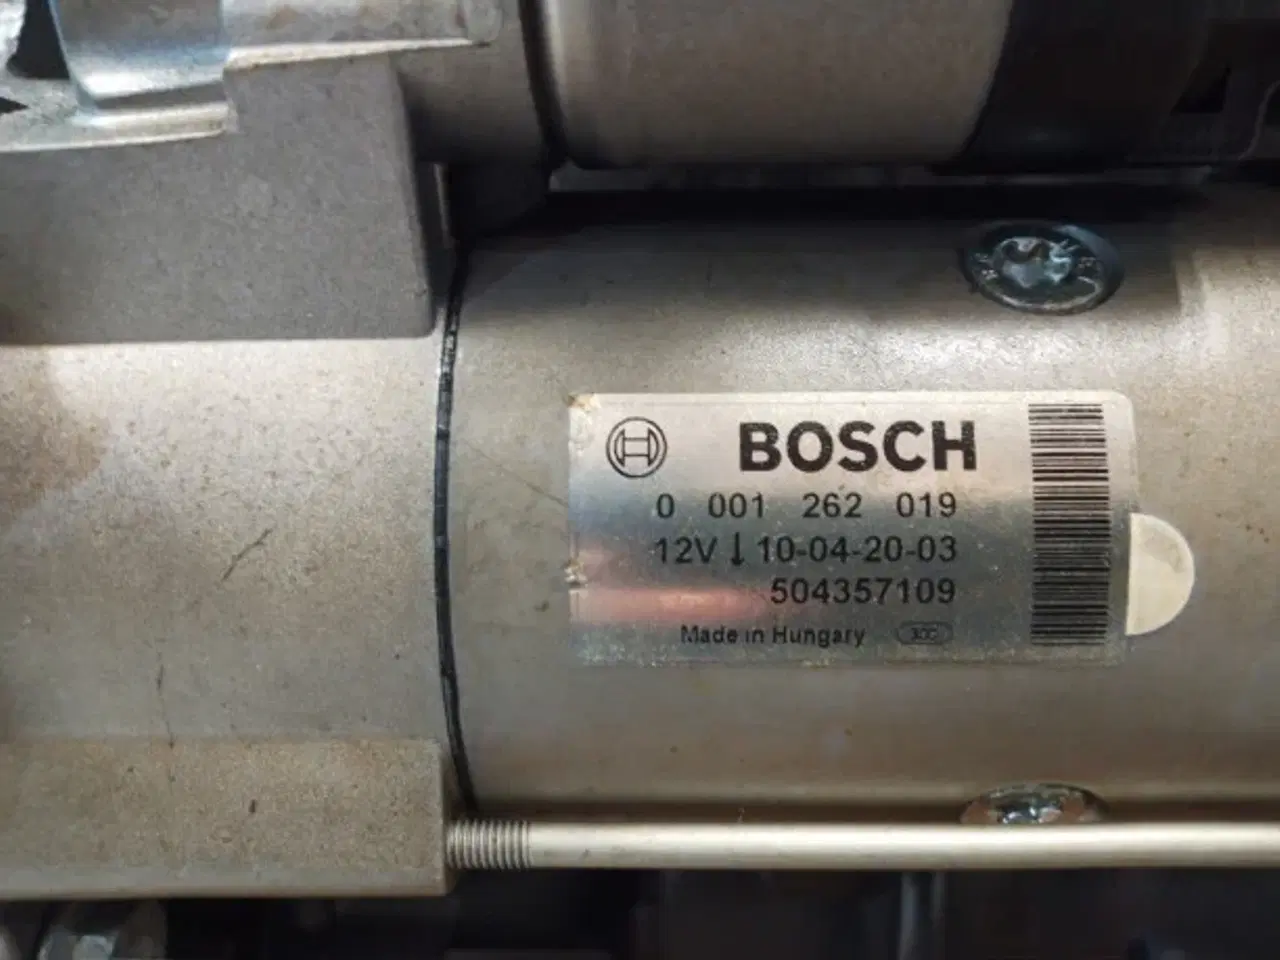 BOSCH
0 001 262 019
12V ↓ 10-04-20-03
504357109
Made in Hungary